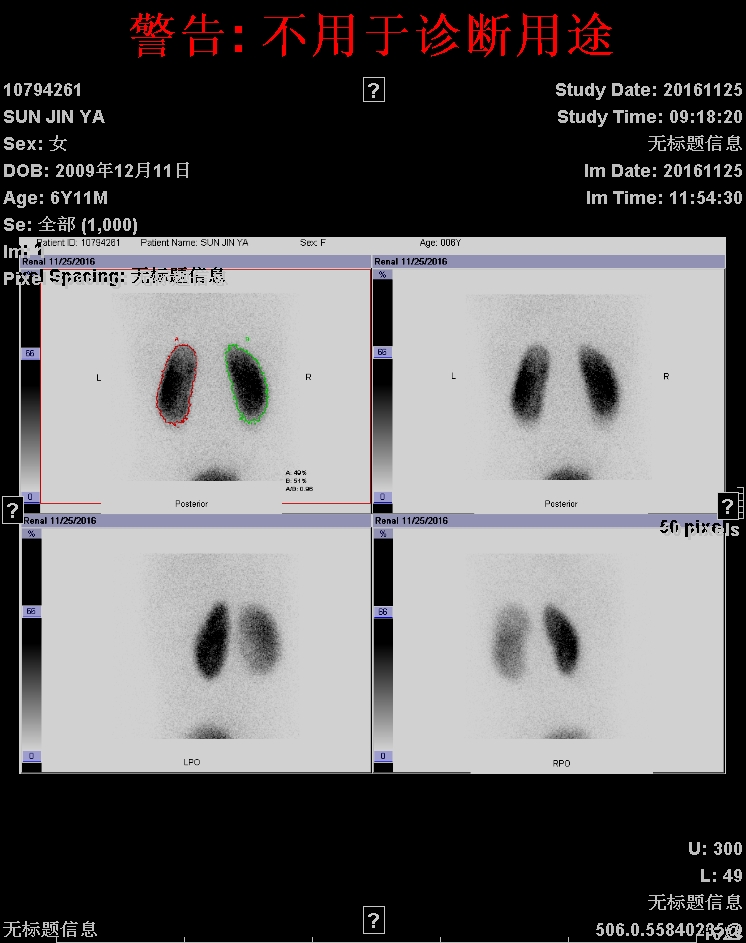 警告: 不用于诊断用途
10794261
SUN JIN YA
Sex: 女
DOB: 2009年12月11日
Age: 6Y11M
Se: 全部 (1,000)
Im: 1
Pixel Spacing: 无标题信息
?
Study Date: 20161125
Study Time: 09:18:20
无标题信息
Im Date: 20161125
Im Time: 11:54:30
Patient ID: 10794261 Patient Name: SUN JIN YA Sex: F Age: 006Y
Renal 11/25/2016
%
66
0
A
B
L
R
A: 49%
B: 51%
A/B: 0.96
Posterior
Renal 11/25/2016
%
66
0
L
R
Posterior
?
?
50 pixels
Renal 11/25/2016
%
66
0
LPO
Renal 11/25/2016
%
66
0
RPO
U: 300
L: 49
无标题信息
无标题信息
?